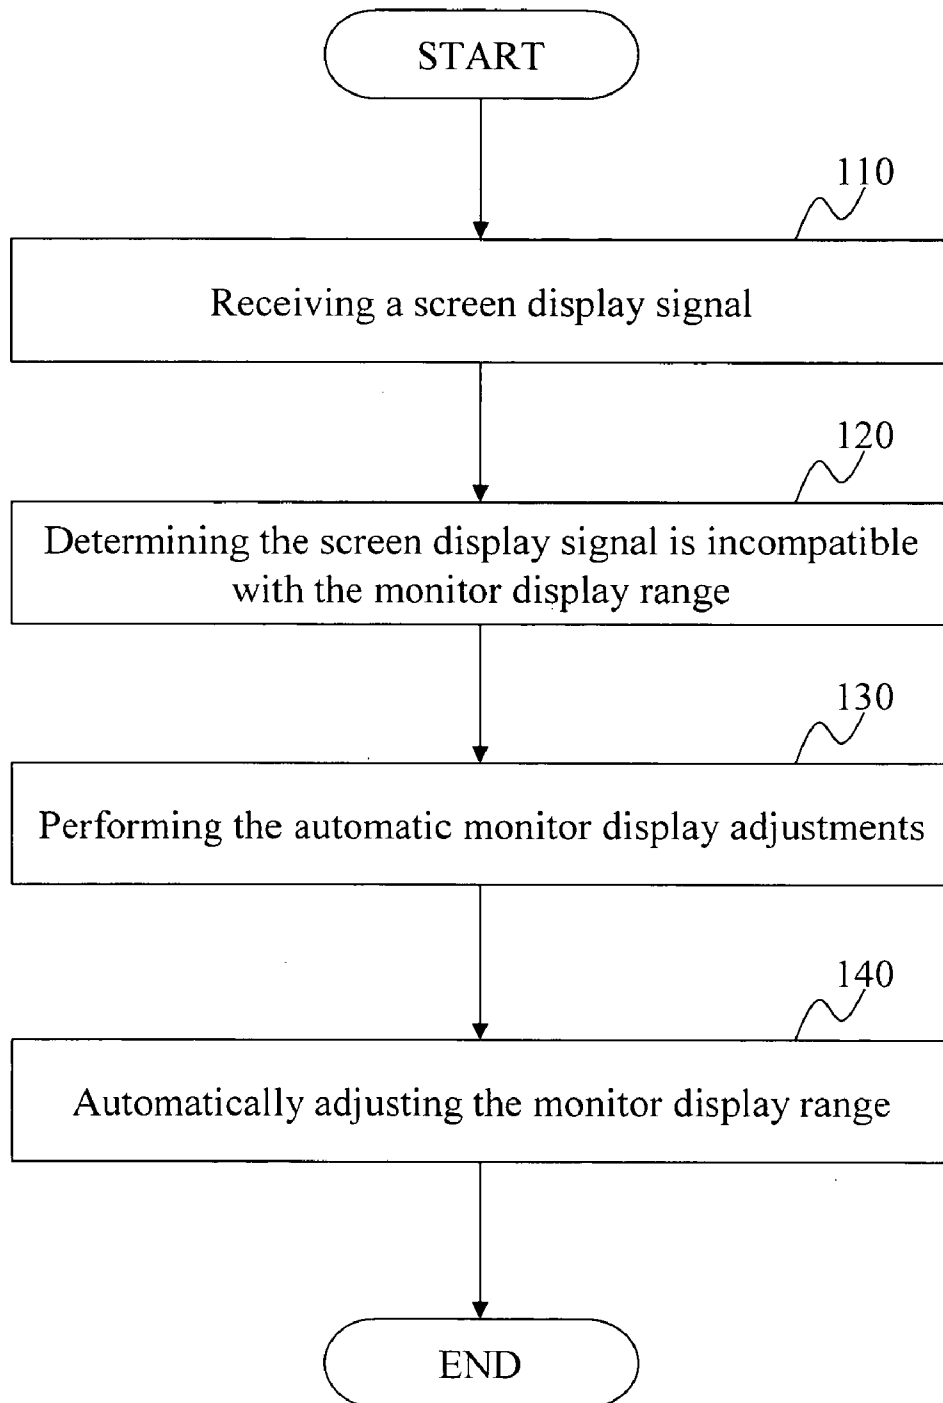 START
110
Receiving a screen display signal
120
Determining the screen display signal is incompatible
with the monitor display range
130
Performing the automatic monitor display adjustments
140
Automatically adjusting the monitor display range
END